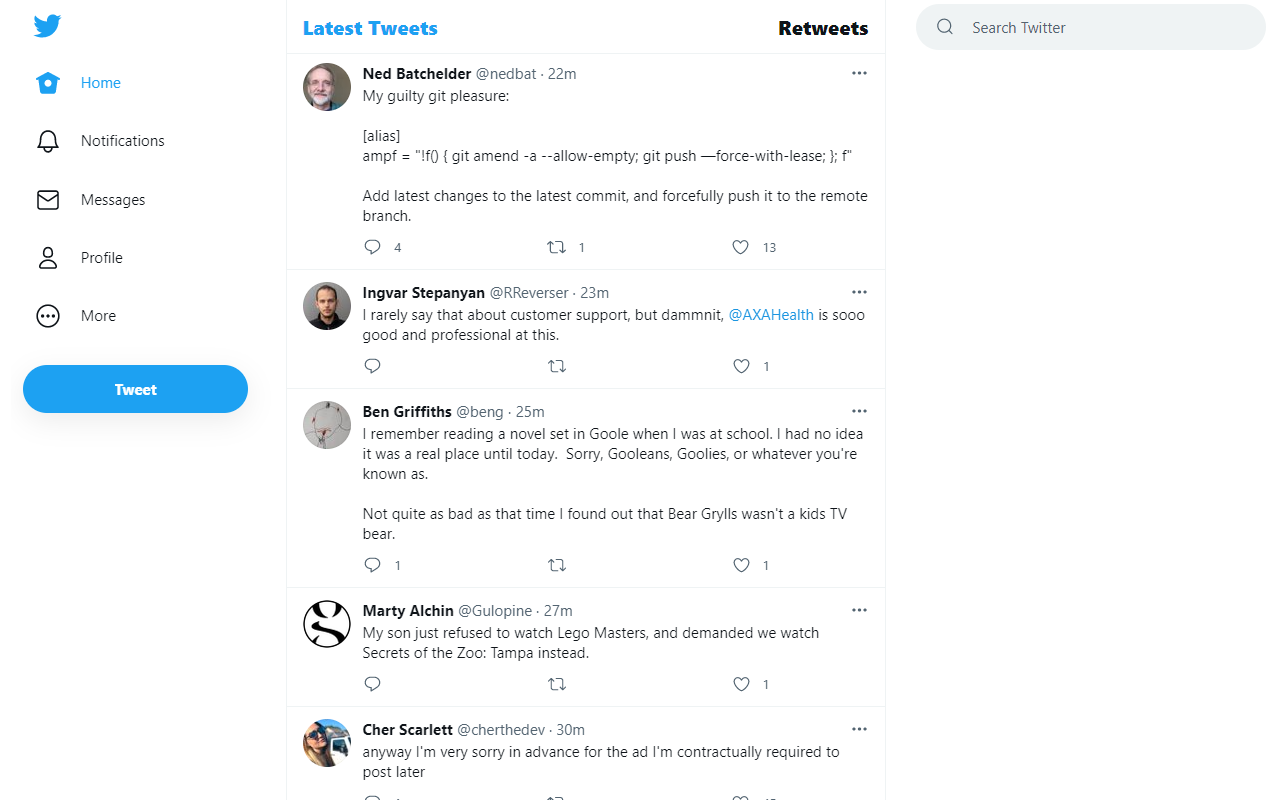 Latest Tweets
Retweets
Search Twitter
Home
Notifications
Messages
Profile
More
Tweet
Ned Batchelder @nedbat · 22m
My guilty git pleasure:
[alias]
ampf = "!f() { git amend -a --allow-empty; git push —force-with-lease; }; f"
Add latest changes to the latest commit, and forcefully push it to the remote
branch.
4
1
13
Ingvar Stepanyan @RReverser · 23m
I rarely say that about customer support, but dammnit, @AXAHealth is sooo
good and professional at this.
1
Ben Griffiths @beng · 25m
I remember reading a novel set in Goole when I was at school. I had no idea
it was a real place until today.  Sorry, Gooleans, Goolies, or whatever you're
known as.
Not quite as bad as that time I found out that Bear Grylls wasn't a kids TV
bear.
1
1
Marty Alchin @Gulopine · 27m
My son just refused to watch Lego Masters, and demanded we watch
Secrets of the Zoo: Tampa instead.
1
Cher Scarlett @cherthedev · 30m
anyway I'm very sorry in advance for the ad I'm contractually required to
post later